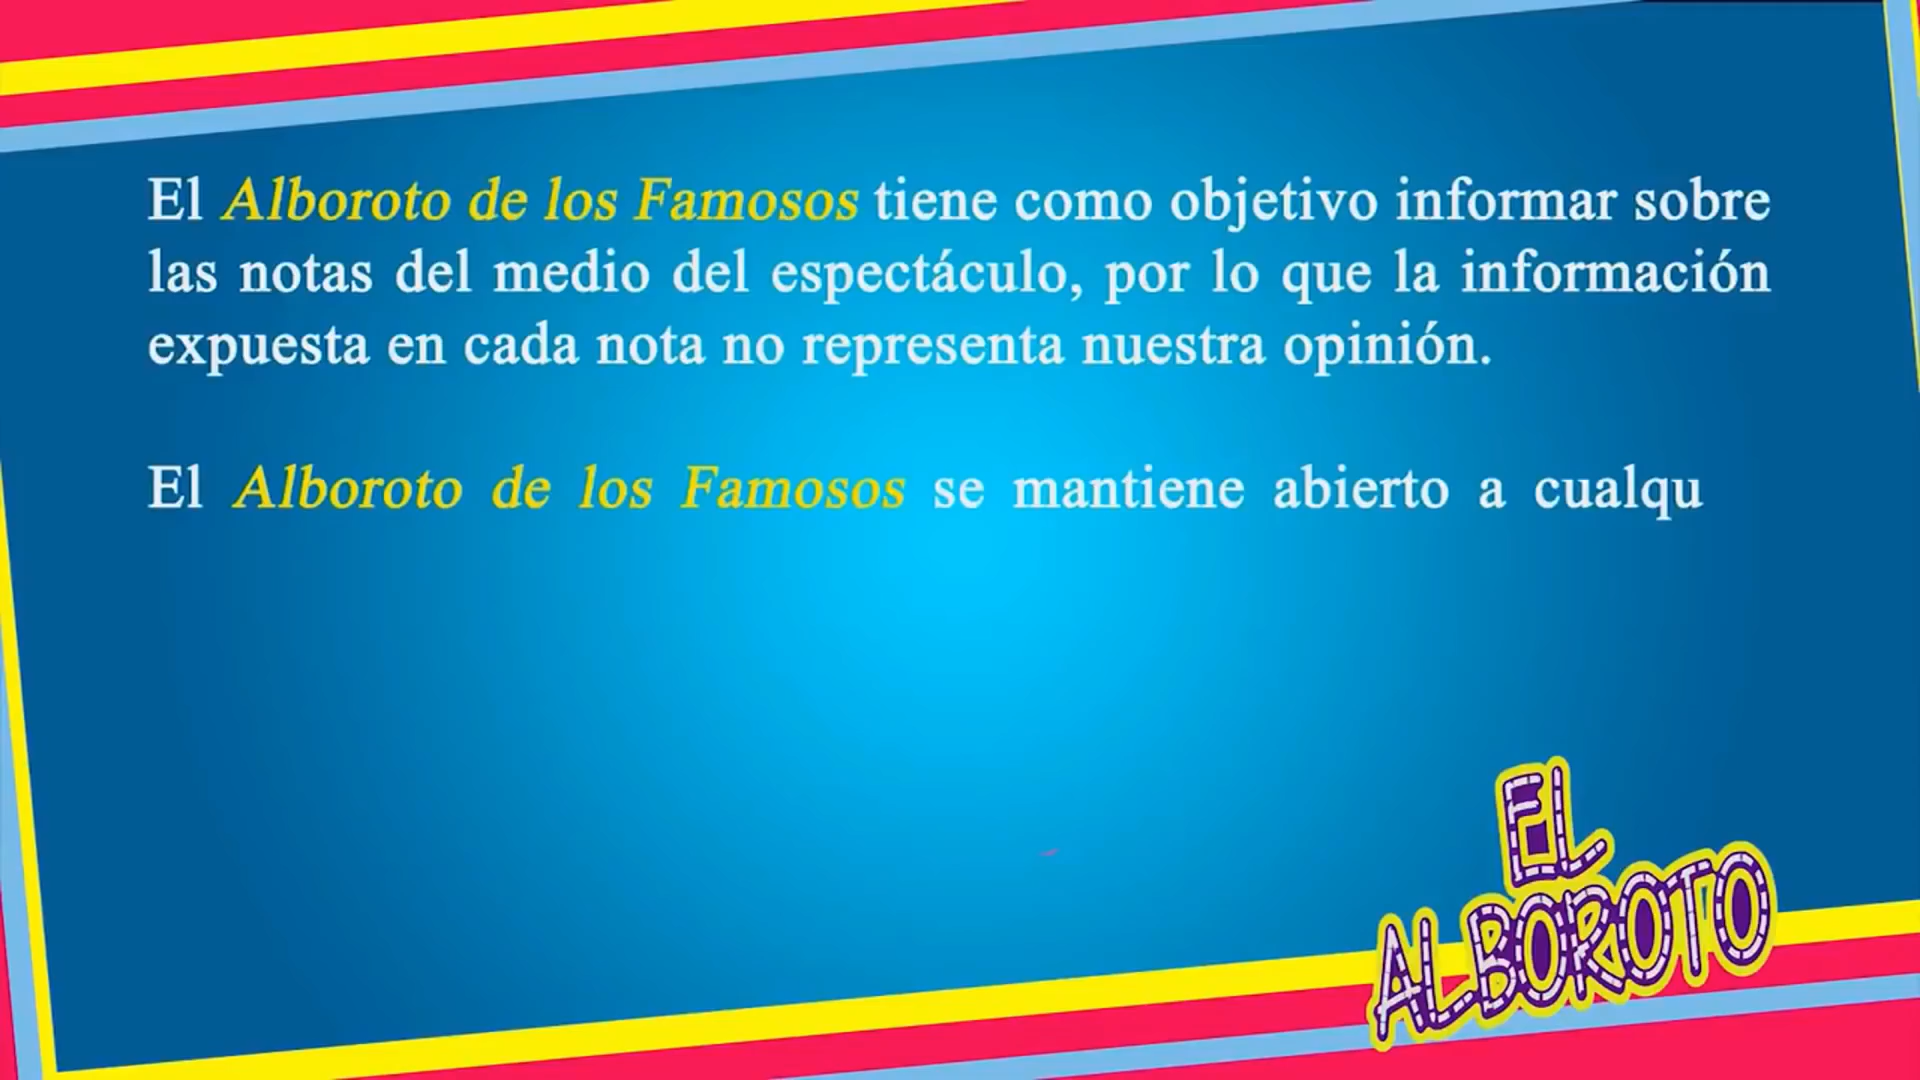 El Alboroto de los Famosos tiene como objetivo informar sobre
las notas del medio del espectáculo, por lo que la información
expuesta en cada nota no representa nuestra opinión.
El Alboroto de los Famosos se mantiene abierto a cualqu
EL
ALBOROTO